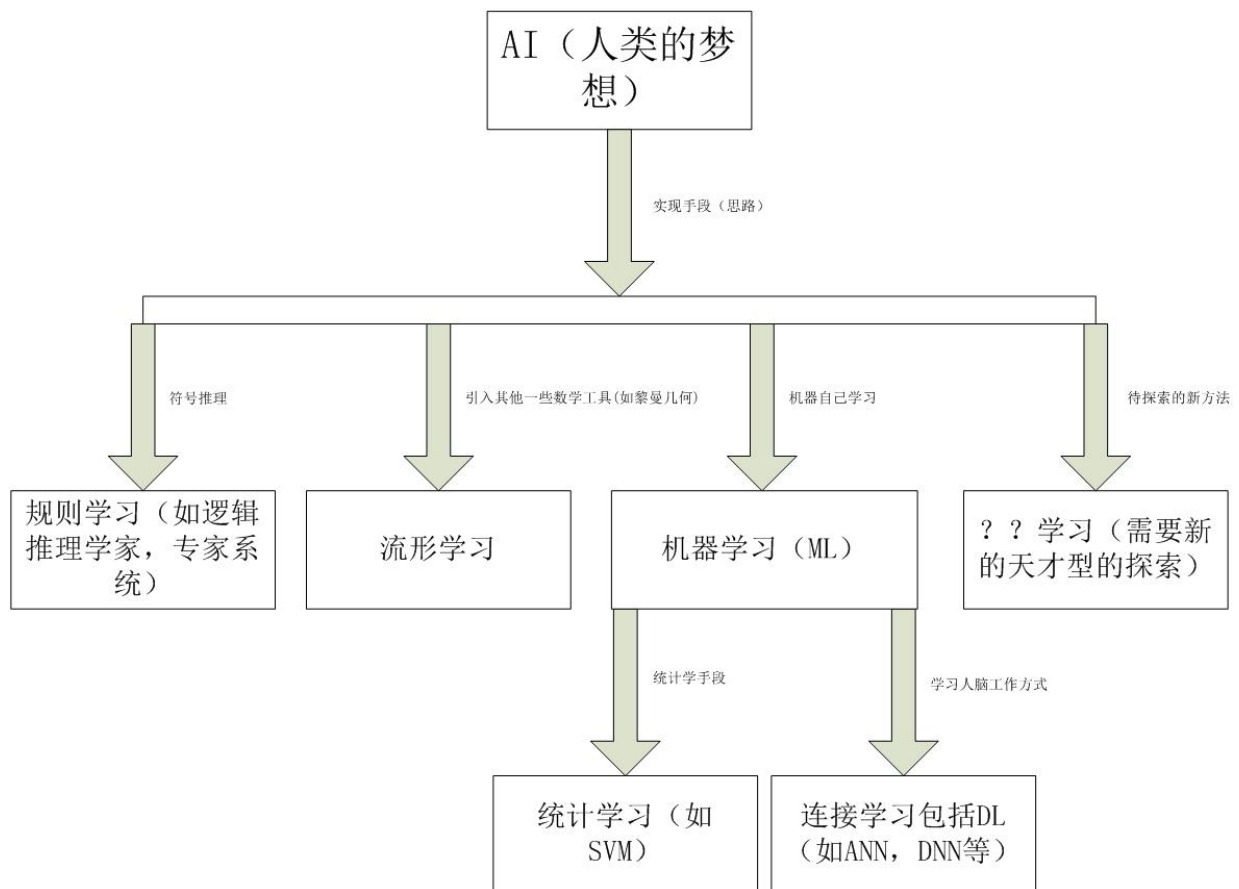 AI（人类的梦
想）
实现手段（思路）
符号推理
引入其他一些数学工具(如黎曼几何)
机器自己学习
待探索的新方法
规则学习（如逻辑
推理学家，专家系
统）
流形学习
机器学习（ML）
？？学习（需要新
的天才型的探索）
统计学手段
学习人脑工作方式
统计学习（如
SVM）
连接学习包括DL
（如ANN，DNN等）